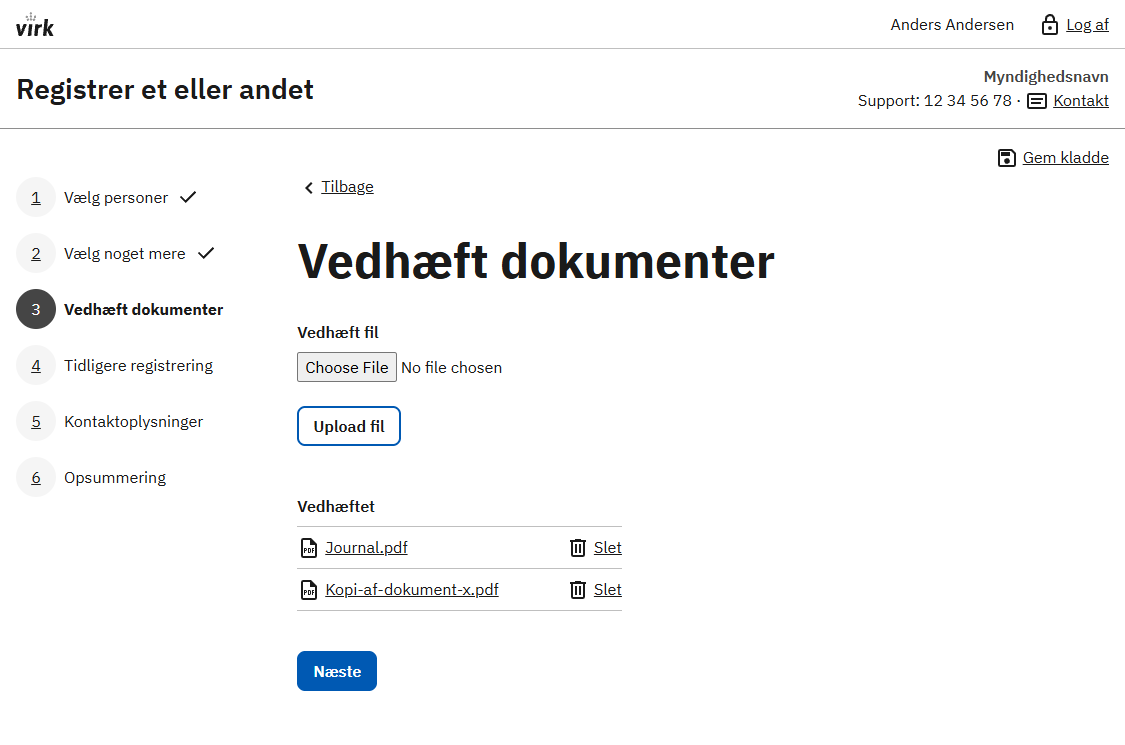 virk
Anders Andersen Log af
Registrer et eller andet
Myndighedsnavn
Support: 12 34 56 78 · Kontakt
Gem kladde
1 Vælg personer
2 Vælg noget mere
3 Vedhæft dokumenter
4 Tidligere registrering
5 Kontaktoplysninger
6 Opsummering
Tilbage
Vedhæft dokumenter
Vedhæft fil
Choose File No file chosen
Upload fil
Vedhæftet
PDF Journal.pdf Slet
PDF Kopi-af-dokument-x.pdf Slet
Næste